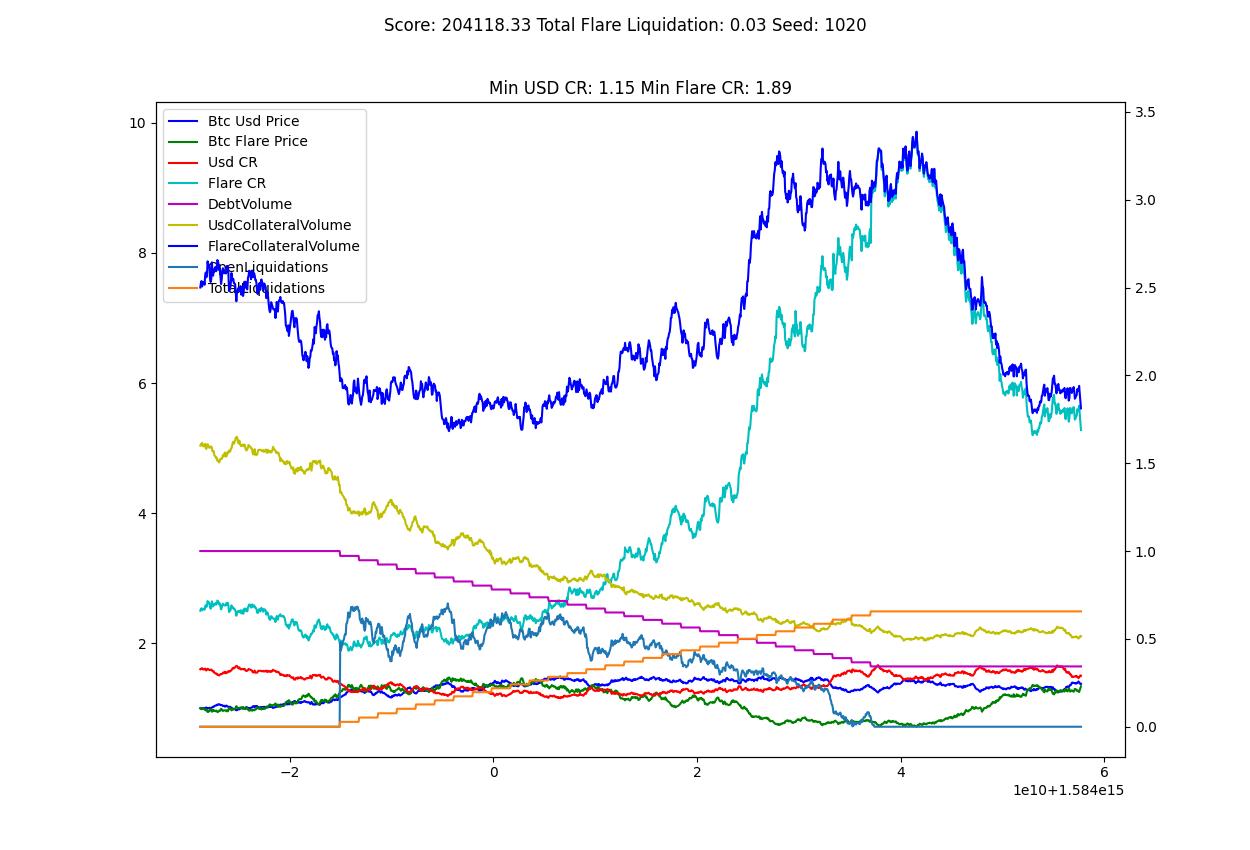 Score: 204118.33 Total Flare Liquidation: 0.03 Seed: 1020
Min USD CR: 1.15 Min Flare CR: 1.89
Btc Usd Price
Btc Flare Price
Usd CR
Flare CR
DebtVolume
UsdCollateralVolume
FlareCollateralVolume
OpenLiquidations
TotalLiquidations
10
8
6
4
2
3.5
3.0
2.5
2.0
1.5
1.0
0.5
0.0
−2 0 2 4 6
1e10+1.584e15